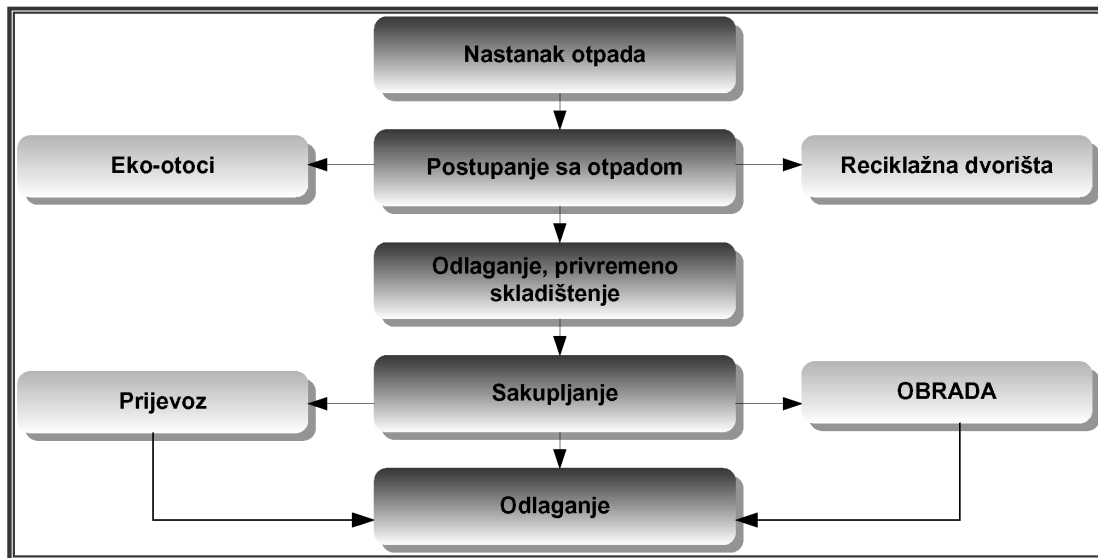 Nastanak otpada
Eko-otoci
Postupanje sa otpadom
Reciklažna dvorišta
Odlaganje, privremeno
skladištenje
Prijevoz
Sakupljanje
OBRADA
Odlaganje